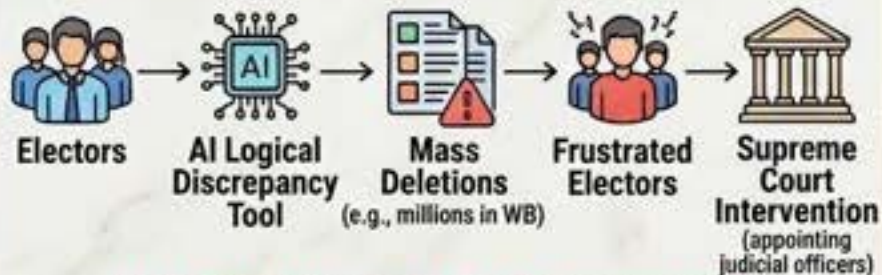 AI
Electors
AI Logical
Discrepancy
Tool
Mass
Deletions
(e.g., millions in WB)
Frustrated
Electors
Supreme
Court
Intervention
(appointing
judicial officers)